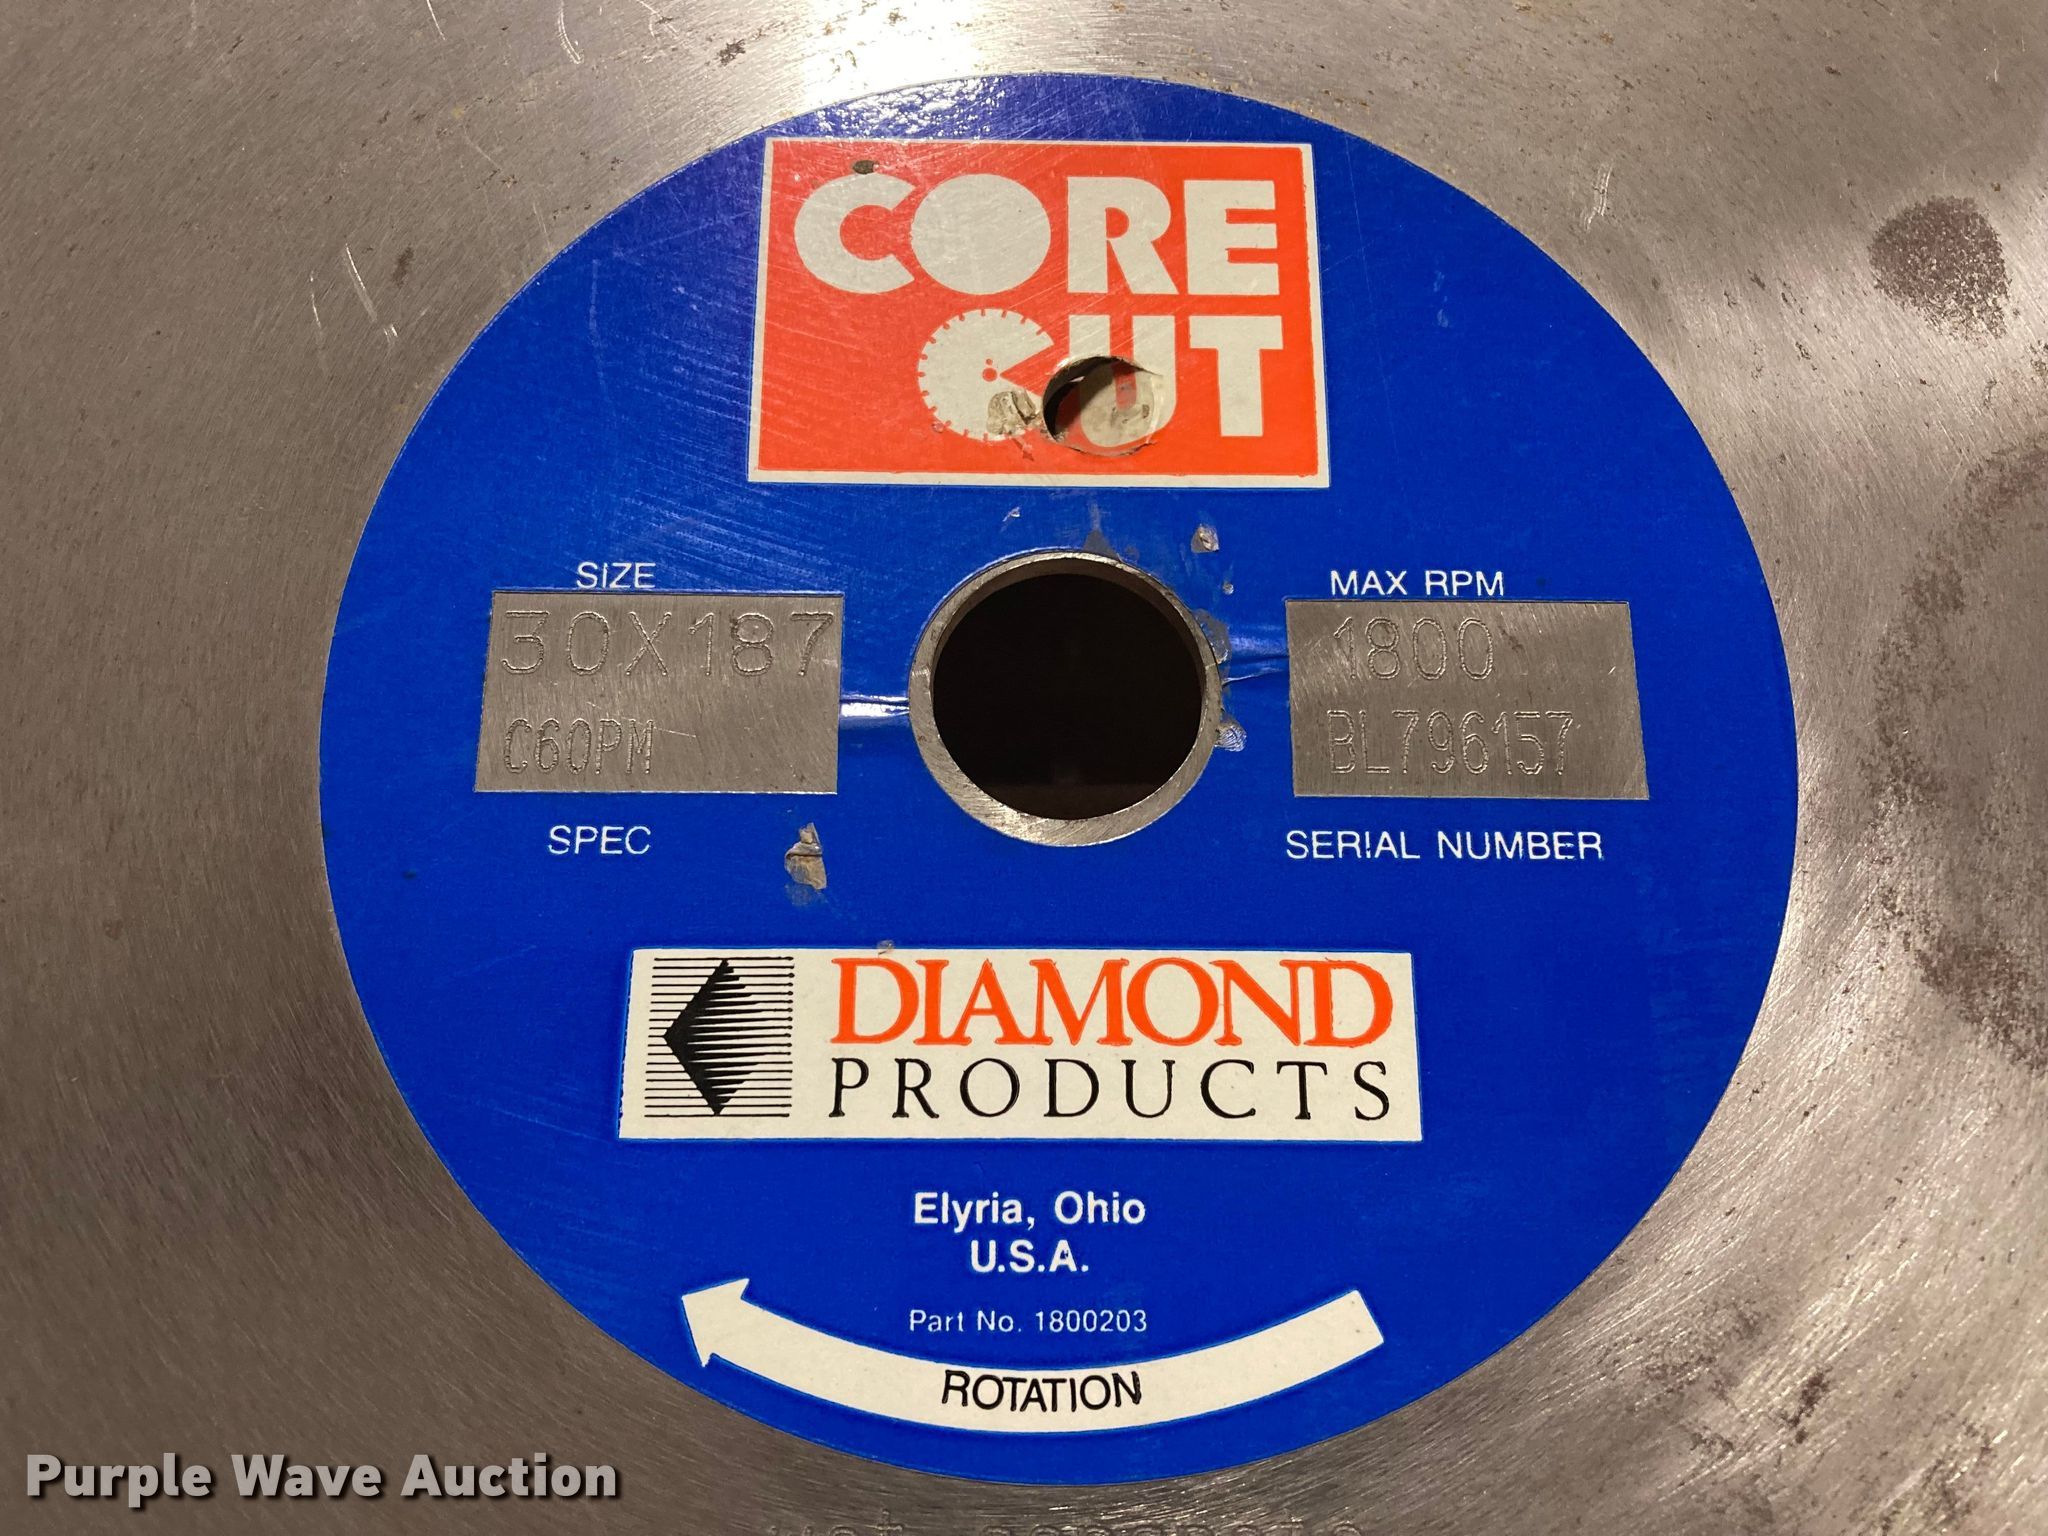 CORE
CUT
SIZE
30X187
C60PM
SPEC
MAX RPM
1800
BL796157
SERIAL NUMBER
DIAMOND
PRODUCTS
Elyria, Ohio
U.S.A.
Part No. 1800203
ROTATION
Purple Wave Auction